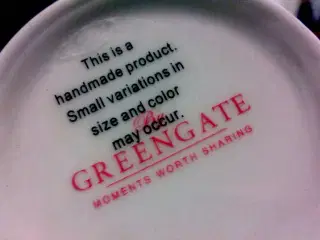 This is a
handmade product.
Small variations in
size and color
may occur.
GREENGATE
MOMENTS WORTH SHARING